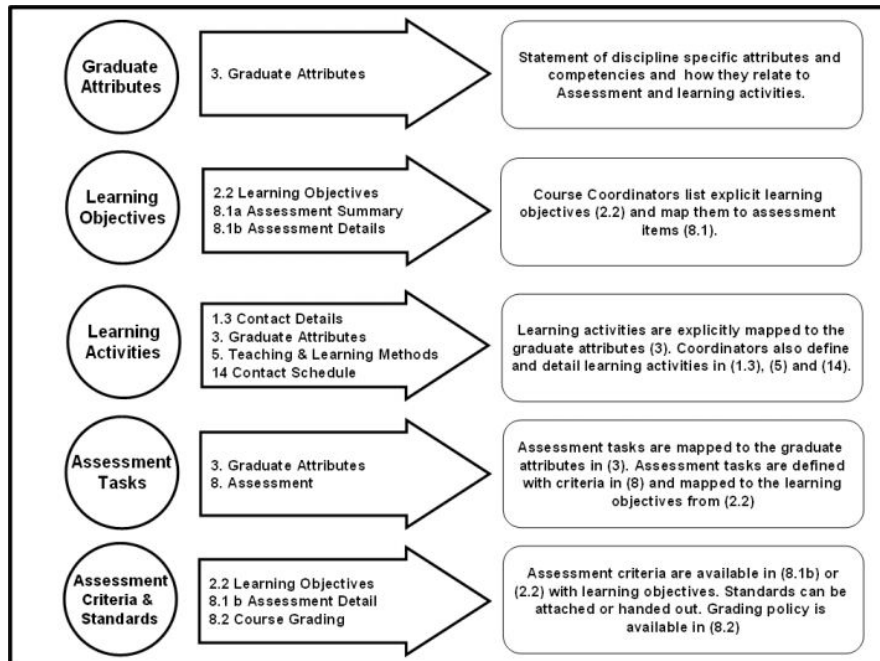 Graduate
Attributes
3. Graduate Attributes
Statement of discipline specific attributes and
competencies and how they relate to
Assessment and learning activities.
Learning
Objectives
2.2 Learning Objectives
8.1a Assessment Summary
8.1b Assessment Details
Course Coordinators list explicit learning
objectives (2.2) and map them to assessment
items (8.1).
Learning
Activities
1.3 Contact Details
3. Graduate Attributes
5. Teaching & Learning Methods
14 Contact Schedule
Learning activities are explicitly mapped to the
graduate attributes (3). Coordinators also define
and detail learning activities in (1.3), (5) and (14).
Assessment
Tasks
3. Graduate Attributes
8. Assessment
Assessment tasks are mapped to the graduate
attributes in (3). Assessment tasks are defined
with criteria in (8) and mapped to the learning
objectives from (2.2)
Assessment
Criteria &
Standards
2.2 Learning Objectives
8.1 b Assessment Detail
8.2 Course Grading
Assessment criteria are available in (8.1b) or
(2.2) with learning objectives. Standards can be
attached or handed out. Grading policy is
available in (8.2)